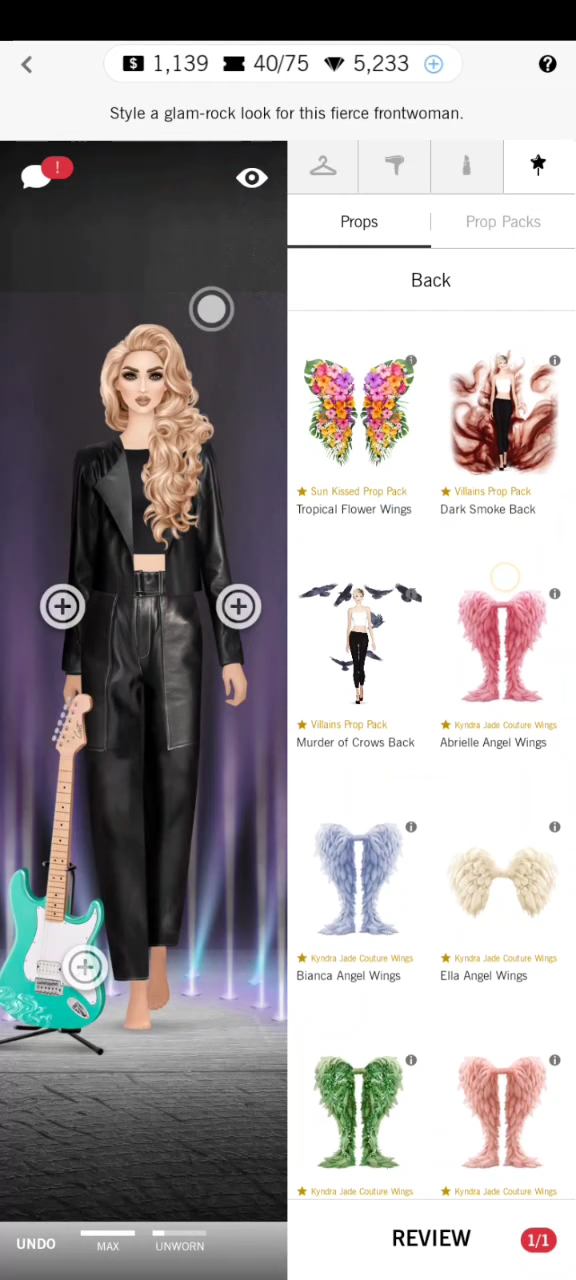 1,139 40/75 5,233
Style a glam-rock look for this fierce frontwoman.
Props
Prop Packs
Back
Sun Kissed Prop Pack
Tropical Flower Wings
Villains Prop Pack
Dark Smoke Back
Villains Prop Pack
Murder of Crows Back
Kyndra Jade Couture Wings
Abrielle Angel Wings
Kyndra Jade Couture Wings
Bianca Angel Wings
Kyndra Jade Couture Wings
Ella Angel Wings
Kyndra Jade Couture Wings
Kyndra Jade Couture Wings
UNDO
MAX
UNWORN
REVIEW
1/1